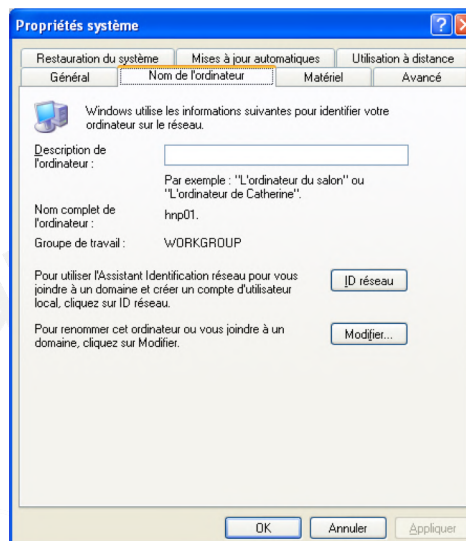 Propriétés système
Restauration du système
Mises à jour automatiques
Utilisation à distance
Général
Nom de l'ordinateur
Matériel
Avancé
Windows utilise les informations suivantes pour identifier votre
ordinateur sur le réseau.
Description de
l'ordinateur :
Par exemple : "L'ordinateur du salon" ou
"L'ordinateur de Catherine".
Nom complet de
l'ordinateur :
hnp01.
Groupe de travail :
WORKGROUP
Pour utiliser l'Assistant Identification réseau pour vous
joindre à un domaine et créer un compte d'utilisateur
local, cliquez sur ID réseau.
ID réseau
Pour renommer cet ordinateur ou vous joindre à un
domaine, cliquez sur Modifier.
Modifier...
OK
Annuler
Appliquer